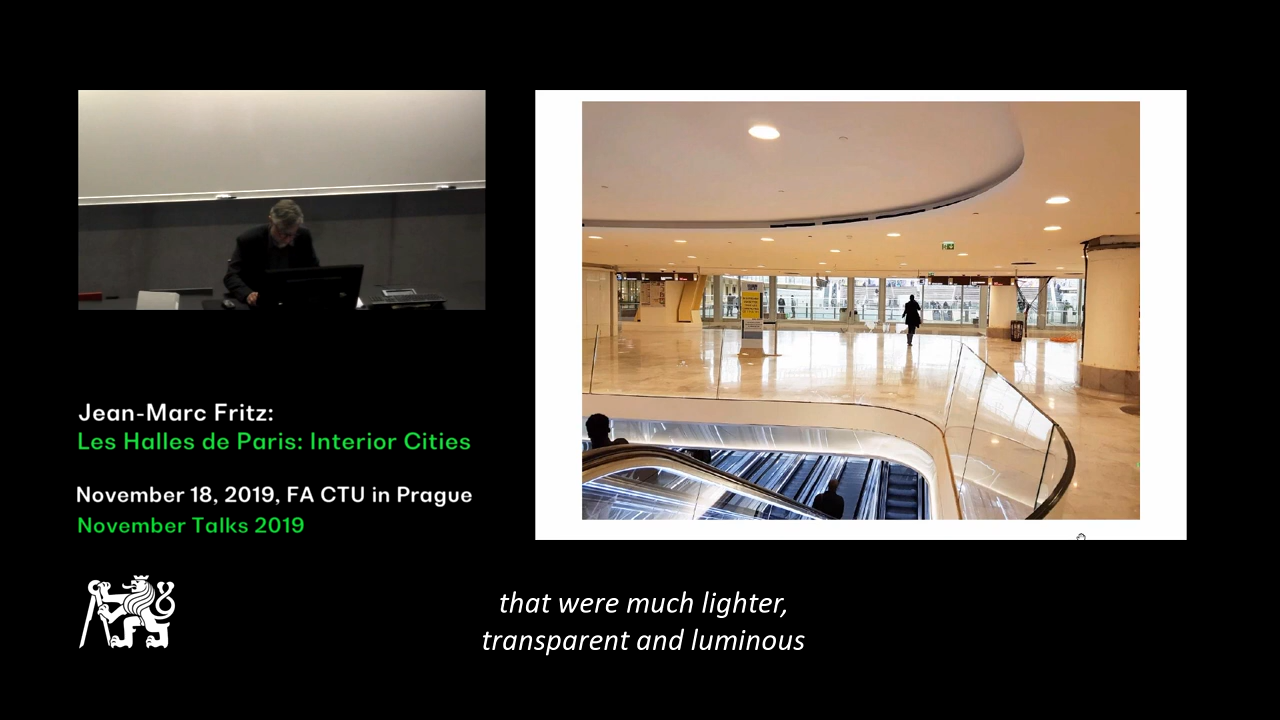 Jean-Marc Fritz:
Les Halles de Paris: Interior Cities
November 18, 2019, FA CTU in Prague
November Talks 2019
that were much lighter,
transparent and luminous